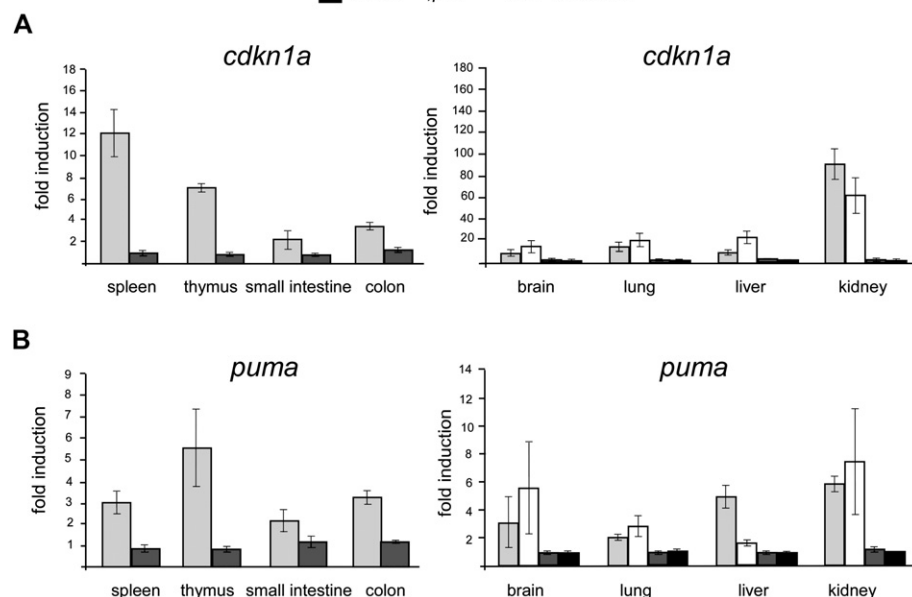 A
cdkn1a
cdkn1a
fold induction
18
16
14
12
10
8
6
4
2
spleen thymus small intestine colon
fold induction
180
160
140
120
100
80
60
40
20
brain lung liver kidney
B
puma
puma
fold induction
9
8
7
6
5
4
3
2
1
spleen thymus small intestine colon
fold induction
14
12
10
8
6
4
2
brain lung liver kidney